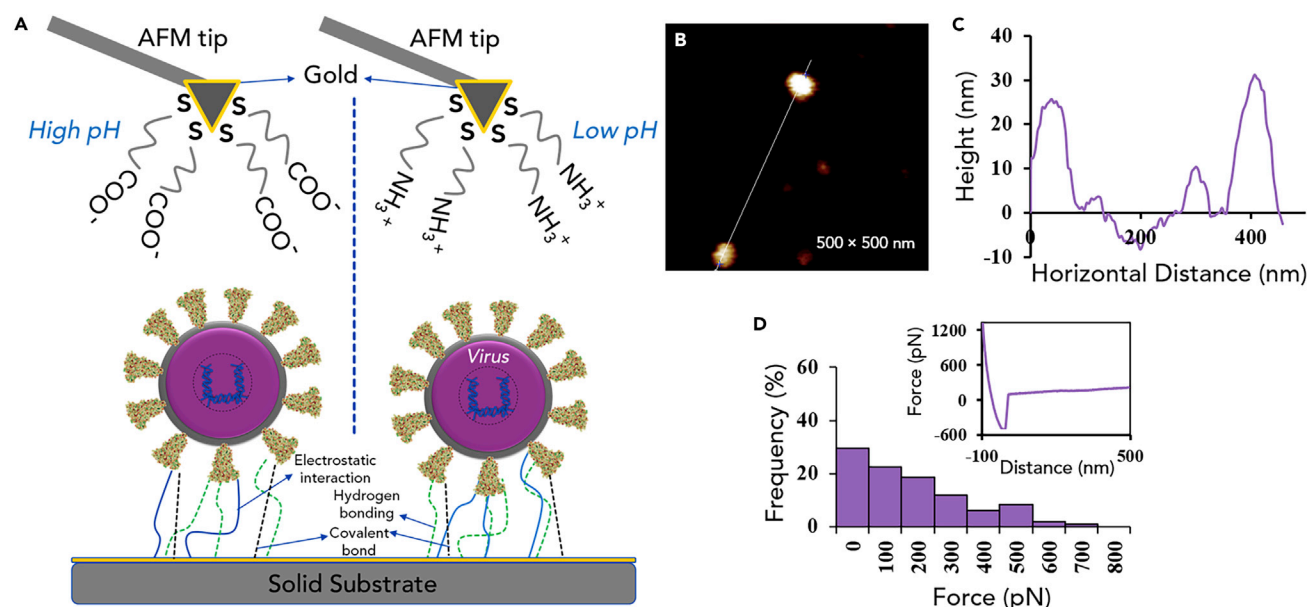 A
AFM tip
AFM tip
Gold
S
S
S
S
S
S
S
S
High pH
Low pH
COO-
COO-
COO-
COO-
NH3+
NH3+
NH3+
NH3+
Virus
Electrostatic
interaction
Hydrogen
bonding
Covalent
bond
Solid Substrate
B
500 × 500 nm
C
Height (nm)
40
30
20
10
0
-10
0
200
400
Horizontal Distance (nm)
D
Frequency (%)
60
40
20
0
0
100
200
300
400
500
600
700
800
Force (pN)
Force (pN)
1200
600
0
-600
-100
500
Distance (nm)